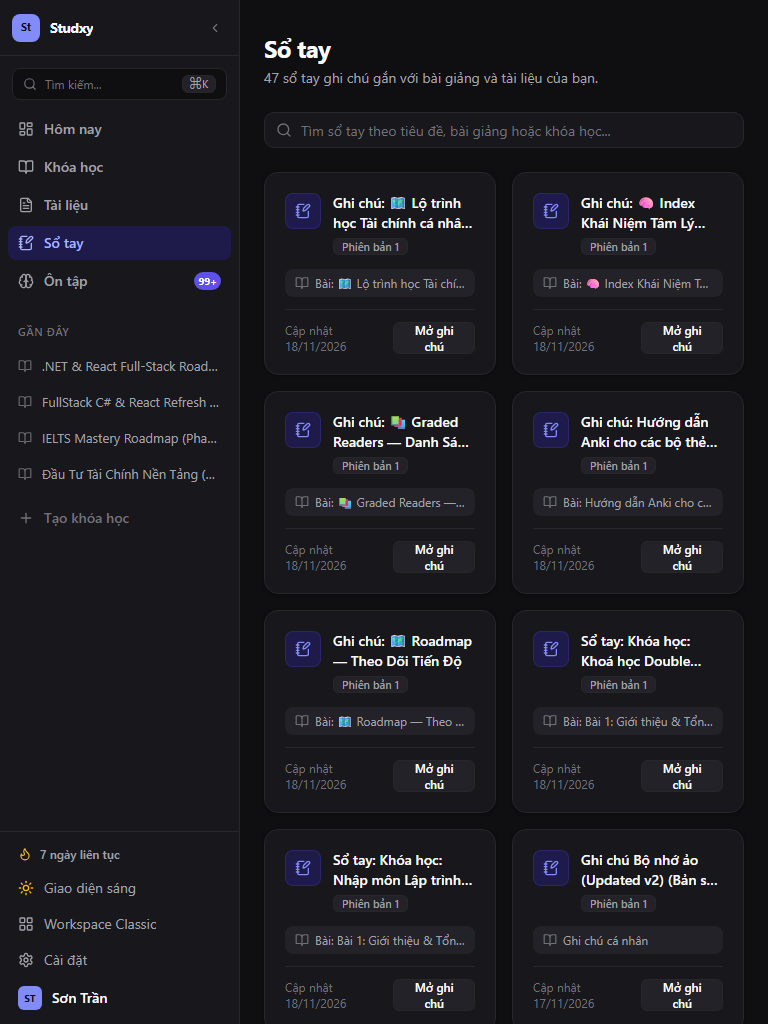 St Studxy
Tìm kiếm... ⌘K
Hôm nay
Khóa học
Tài liệu
Sổ tay
Ôn tập 99+
GẦN ĐÂY
.NET & React Full-Stack Road...
FullStack C# & React Refresh ...
IELTS Mastery Roadmap (Pha...
Đầu Tư Tài Chính Nền Tảng (...
Tạo khóa học
7 ngày liên tục
Giao diện sáng
Workspace Classic
Cài đặt
ST Sơn Trần
Sổ tay
47 sổ tay ghi chú gắn với bài giảng và tài liệu của bạn.
Tìm sổ tay theo tiêu đề, bài giảng hoặc khóa học...
Ghi chú: 🗺️ Lộ trình
học Tài chính cá nhâ...
Phiên bản 1
Bài: 🗺️ Lộ trình học Tài chí...
Cập nhật
18/11/2026
Mở ghi
chú
Ghi chú: 🧠 Index
Khái Niệm Tâm Lý...
Phiên bản 1
Bài: 🧠 Index Khái Niệm T...
Cập nhật
18/11/2026
Mở ghi
chú
Ghi chú: 📚 Graded
Readers — Danh Sá...
Phiên bản 1
Bài: 📚 Graded Readers —...
Cập nhật
18/11/2026
Mở ghi
chú
Ghi chú: Hướng dẫn
Anki cho các bộ thẻ...
Phiên bản 1
Bài: Hướng dẫn Anki cho c...
Cập nhật
18/11/2026
Mở ghi
chú
Ghi chú: 🗺️ Roadmap
— Theo Dõi Tiến Độ
Phiên bản 1
Bài: 🗺️ Roadmap — Theo ...
Cập nhật
18/11/2026
Mở ghi
chú
Sổ tay: Khóa học:
Khoá học Double...
Phiên bản 1
Bài: Bài 1: Giới thiệu & Tổn...
Cập nhật
18/11/2026
Mở ghi
chú
Sổ tay: Khóa học:
Nhập môn Lập trình...
Phiên bản 1
Bài: Bài 1: Giới thiệu & Tổn...
Cập nhật
18/11/2026
Mở ghi
chú
Ghi chú Bộ nhớ ảo
(Updated v2) (Bản s...
Phiên bản 1
Ghi chú cá nhân
Cập nhật
17/11/2026
Mở ghi
chú